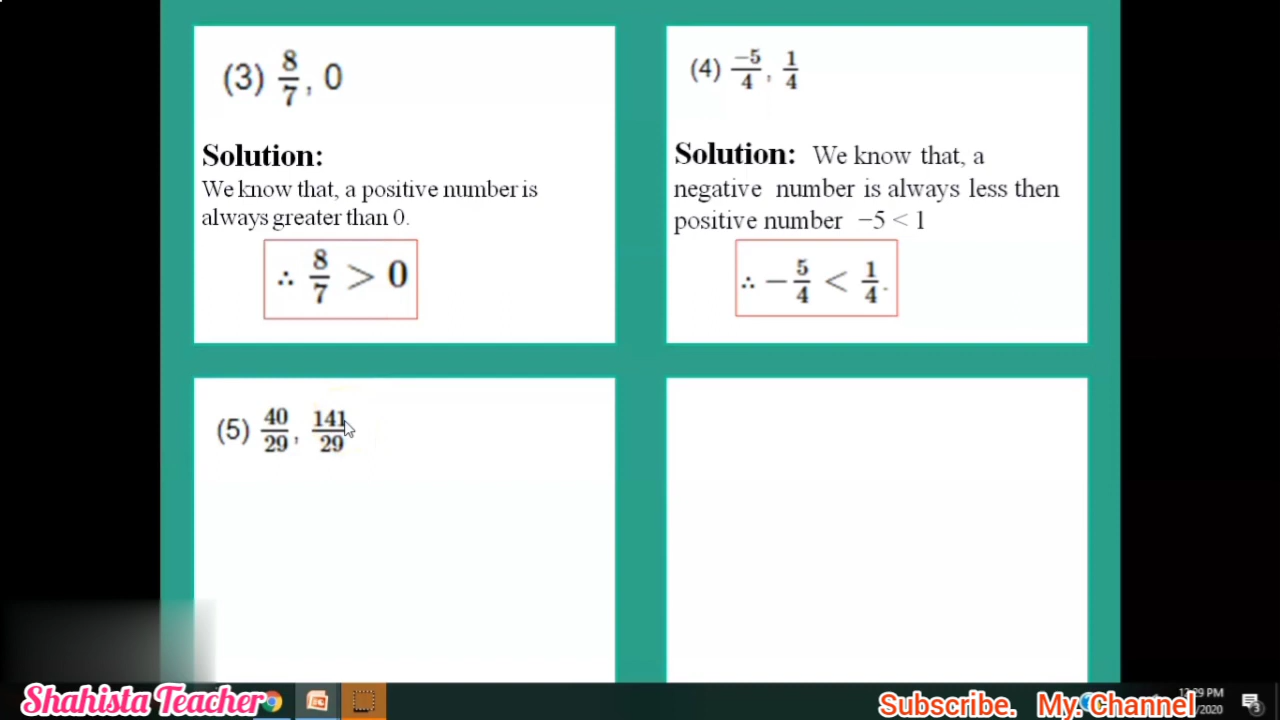 (3) 8/7, 0
Solution:
We know that, a positive number is
always greater than 0.
∴ 8/7 > 0
(4) −5/4, 1/4
Solution: We know that, a
negative number is always less then
positive number −5 < 1
∴ −5/4 < 1/4.
(5) 40/29, 141/29
Shahista Teacher
Subscribe. My. Channel